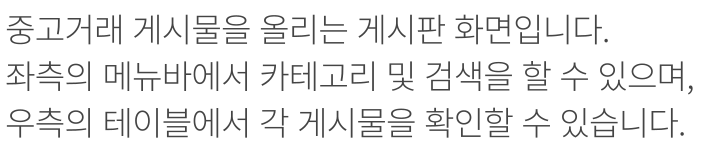 중고거래 게시물을 올리는 게시판 화면입니다.
좌측의 메뉴바에서 카테고리 및 검색을 할 수 있으며,
우측의 테이블에서 각 게시물을 확인할 수 있습니다.